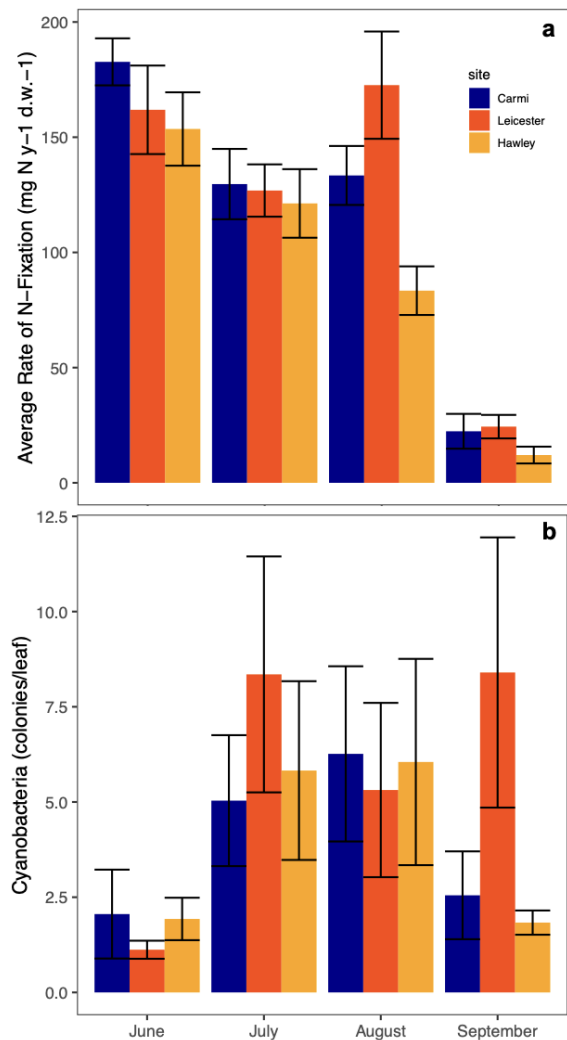 a
site
Carmi
Leicester
Hawley
200
150
100
50
0
Average Rate of N−Fixation (mg N y−1 d.w.−1)
b
12.5
10.0
7.5
5.0
2.5
0.0
Cyanobacteria (colonies/leaf)
June July August September